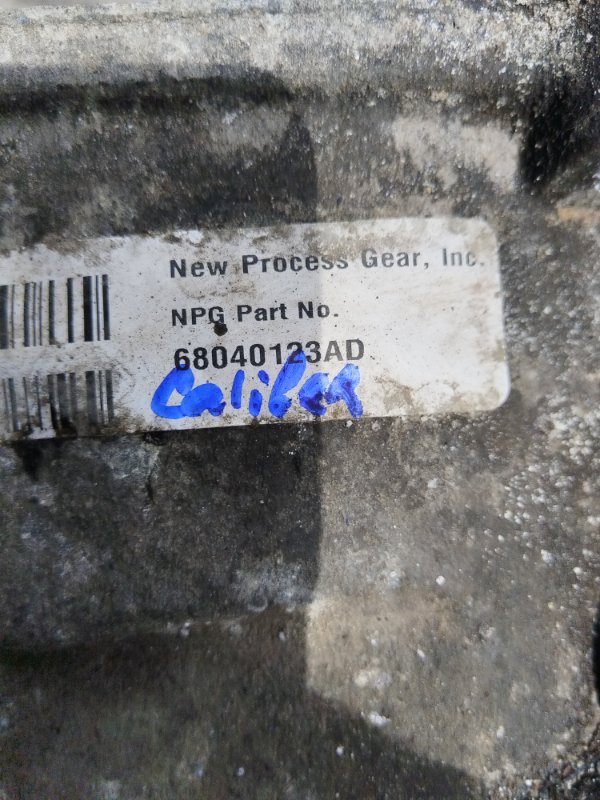 New Process Gear, Inc.
NPG Part No.
68040123AD
Caliber